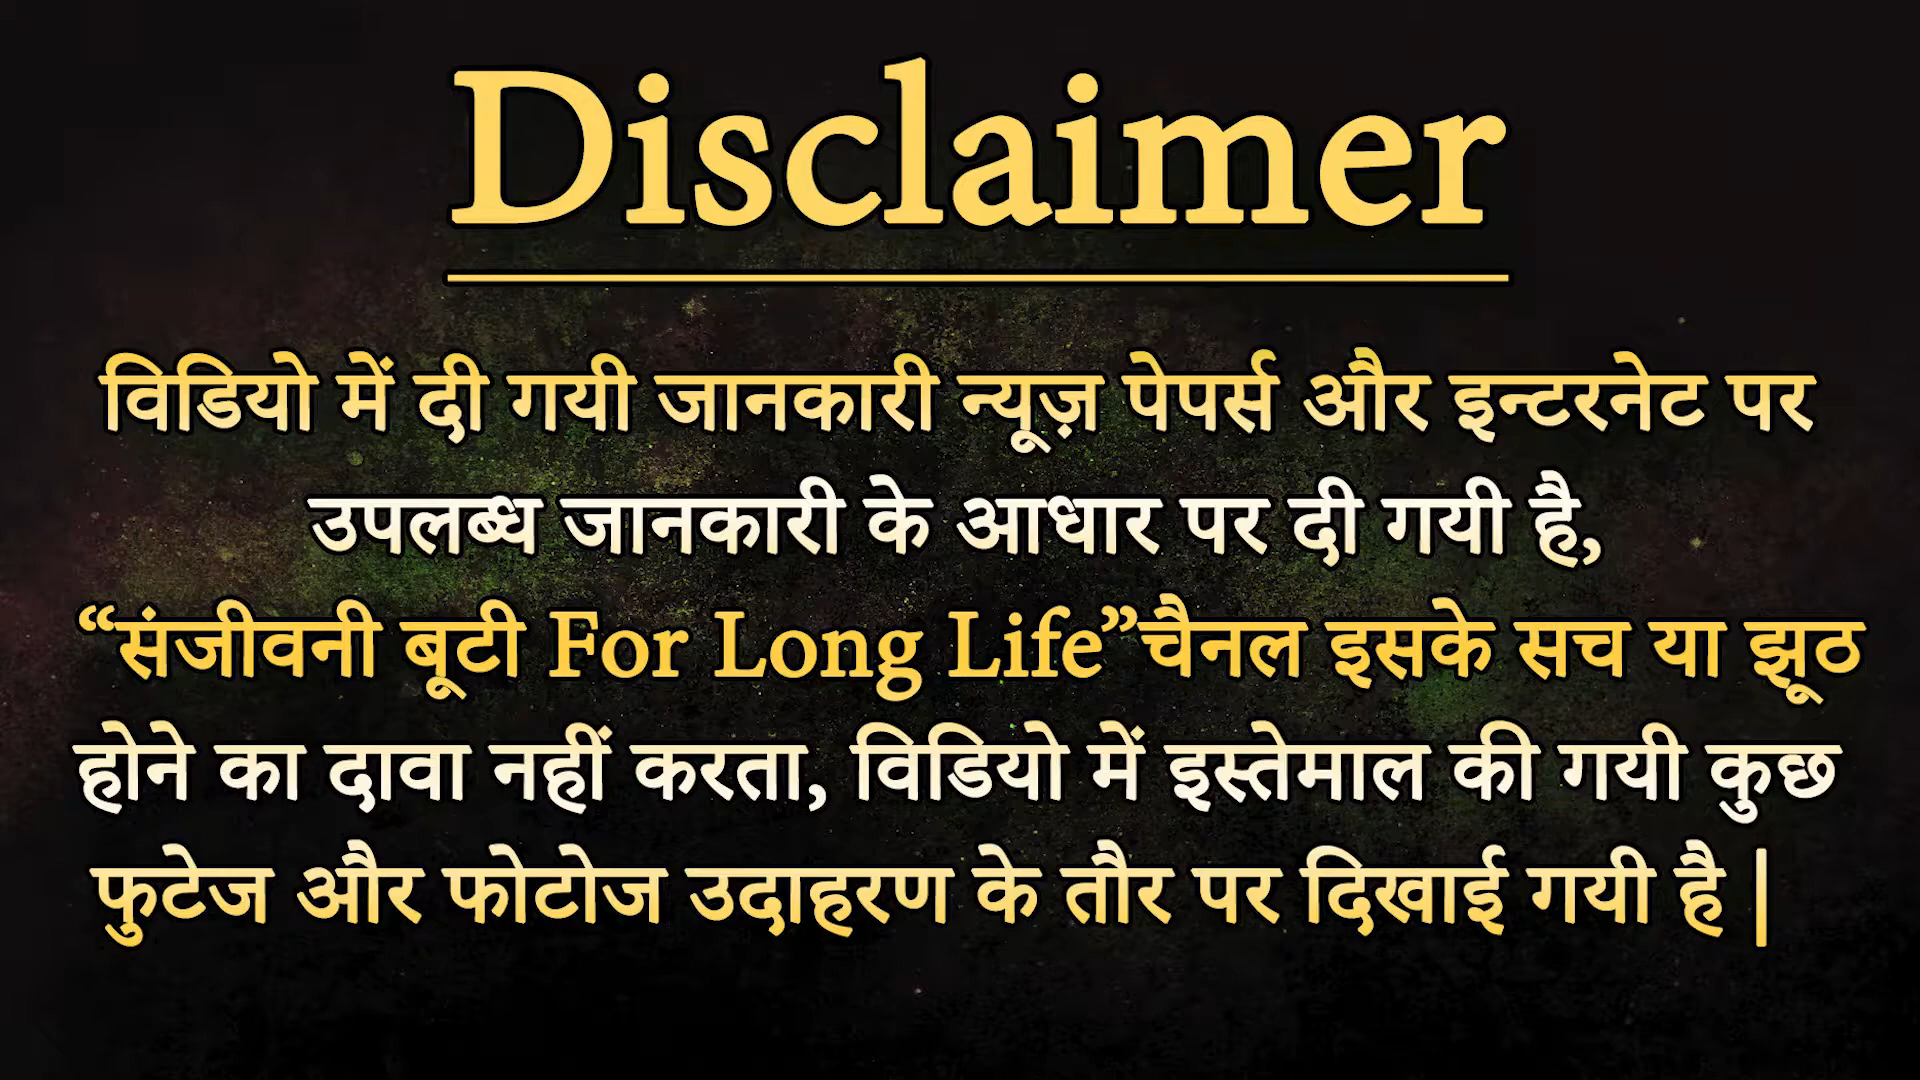 Disclaimer
विडियो में दी गयी जानकारी न्यूज़ पेपर्स और इन्टरनेट पर
उपलब्ध जानकारी के आधार पर दी गयी है,
“संजीवनी बूटी For Long Life”चैनल इसके सच या झूठ
होने का दावा नहीं करता, विडियो में इस्तेमाल की गयी कुछ
फुटेज और फोटोज उदाहरण के तौर पर दिखाई गयी है |